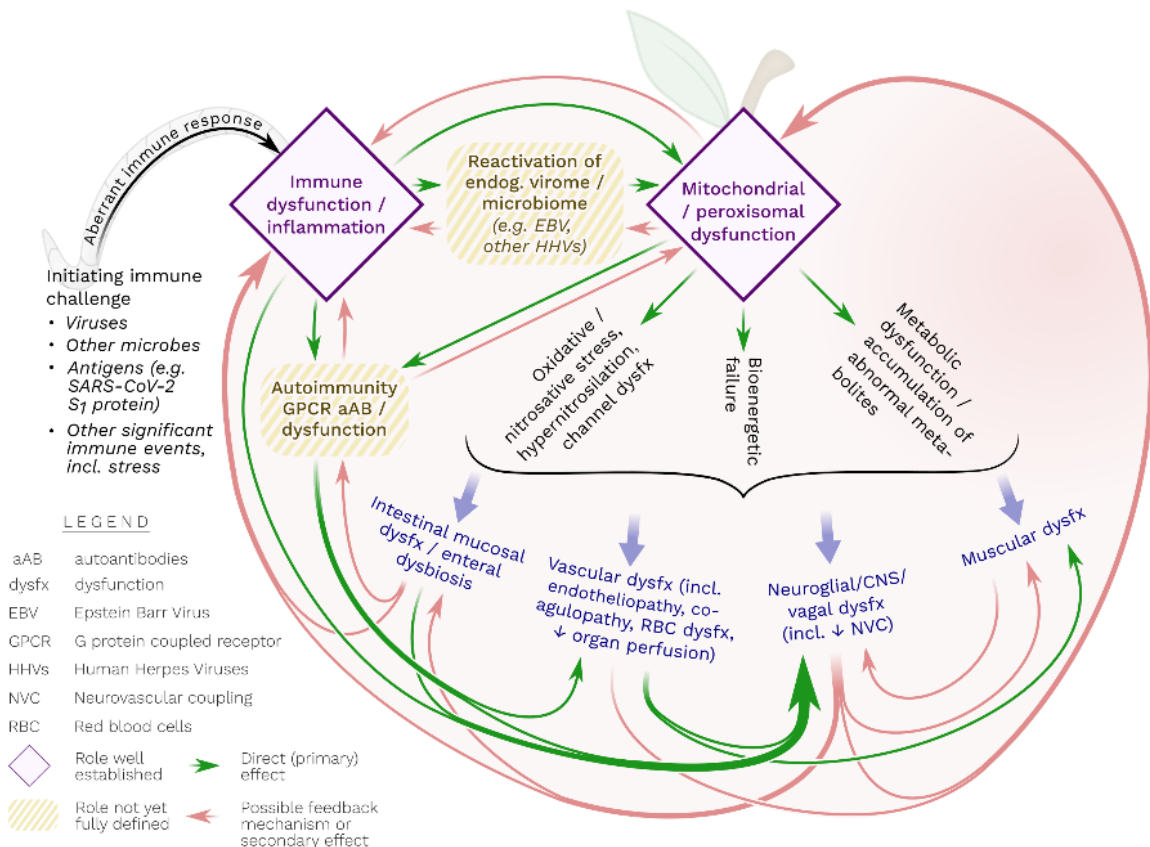 Aberrant immune response
Immune
dysfunction /
inflammation
Reactivation of
endog. virome /
microbiome
(e.g. EBV,
other HHVs)
Mitochondrial
/ peroxisomal
dysfunction
Initiating immune
challenge
• Viruses
• Other microbes
• Antigens (e.g.
SARS-CoV-2
S1 protein)
• Other significant
immune events,
incl. stress
Autoimmunity
GPCR aAB /
dysfunction
Oxidative /
nitrosative stress,
hypernitrosilation,
channel dysfx
Bioenergetic
failure
Metabolic
dysfunction /
accumulation of
abnormal meta-
bolites
Intestinal mucosal
dysfx / enteral
dysbiosis
Vascular dysfx (incl.
endotheliopathy, co-
agulopathy, RBC dysfx,
↓ organ perfusion)
Neuroglial/CNS/
vagal dysfx
(incl. ↓ NVC)
Muscular dysfx
LEGEND
aAB autoantibodies
dysfx dysfunction
EBV Epstein Barr Virus
GPCR G protein coupled receptor
HHVs Human Herpes Viruses
NVC Neurovascular coupling
RBC Red blood cells
Role well
established
Direct (primary)
effect
Role not yet
fully defined
Possible feedback
mechanism or
secondary effect